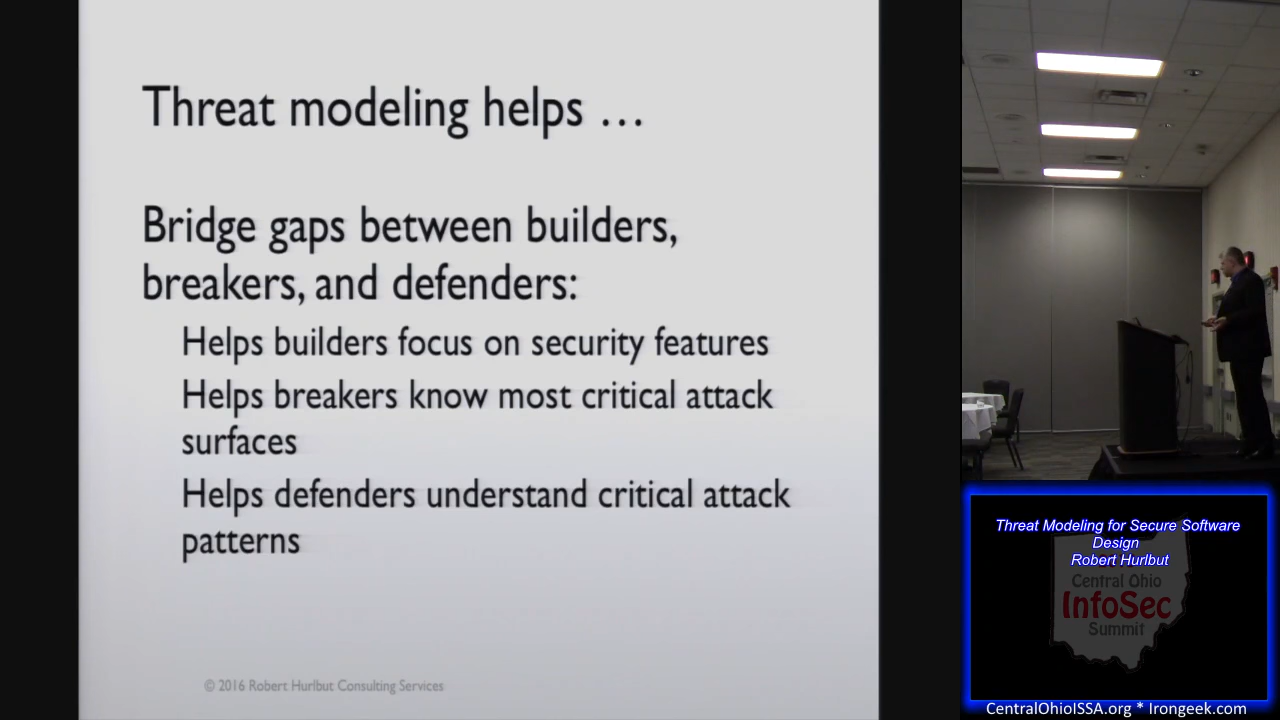 Threat modeling helps …
Bridge gaps between builders,
breakers, and defenders:
Helps builders focus on security features
Helps breakers know most critical attack
surfaces
Helps defenders understand critical attack
patterns
© 2016 Robert Hurlbut Consulting Services
Threat Modeling for Secure Software
Design
Robert Hurlbut
Central Ohio
InfoSec
Summit
CentralOhioISSA.org * Irongeek.com